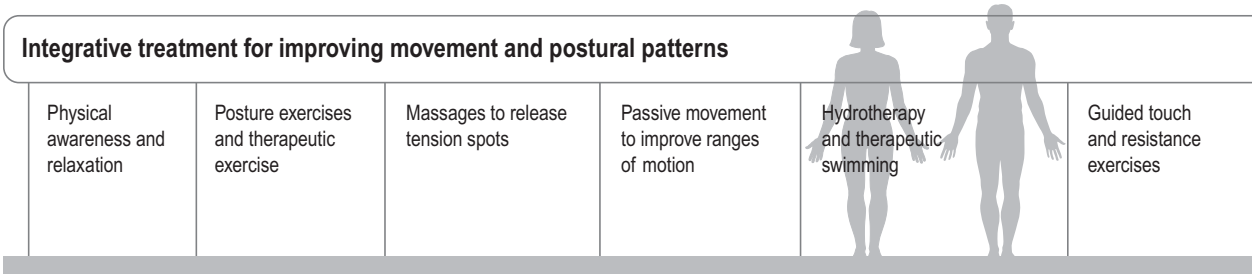 Integrative treatment for improving movement and postural patterns
Physical
awareness and
relaxation
Posture exercises
and therapeutic
exercise
Massages to release
tension spots
Passive movement
to improve ranges
of motion
Hydrotherapy
and therapeutic
swimming
Guided touch
and resistance
exercises